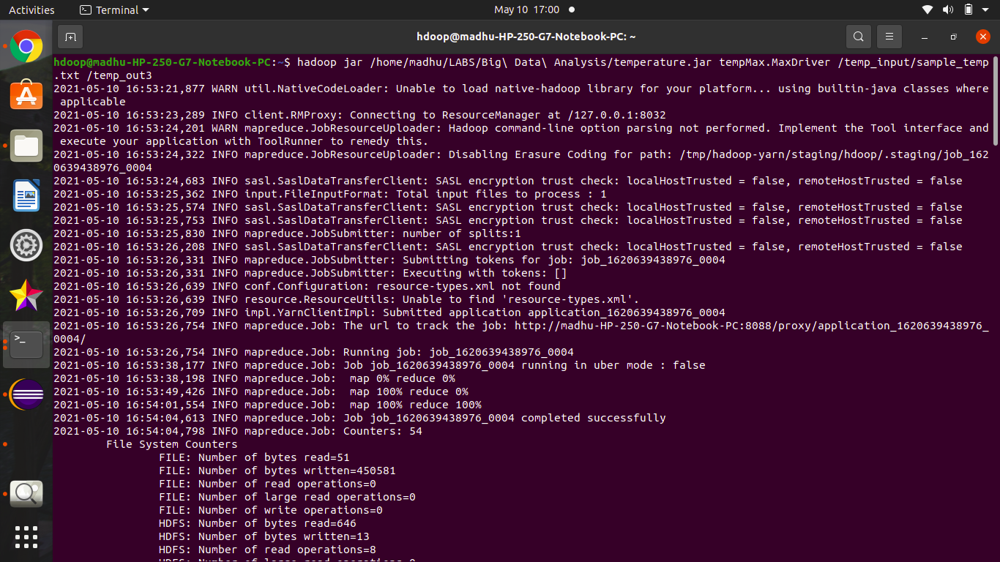 Activities
Terminal
May 10 17:00
hdoop@madhu-HP-250-G7-Notebook-PC: ~
hdoop@madhu-HP-250-G7-Notebook-PC:~$ hadoop jar /home/madhu/LABS/Big\ Data\ Analysis/temperature.jar tempMax.MaxDriver /temp_input/sample_temp
.txt /temp_out3
2021-05-10 16:53:21,877 WARN util.NativeCodeLoader: Unable to load native-hadoop library for your platform... using builtin-java classes where
applicable
2021-05-10 16:53:23,289 INFO client.RMProxy: Connecting to ResourceManager at /127.0.0.1:8032
2021-05-10 16:53:24,201 WARN mapreduce.JobResourceUploader: Hadoop command-line option parsing not performed. Implement the Tool interface and
execute your application with ToolRunner to remedy this.
2021-05-10 16:53:24,322 INFO mapreduce.JobResourceUploader: Disabling Erasure Coding for path: /tmp/hadoop-yarn/staging/hdoop/.staging/job_162
0639438976_0004
2021-05-10 16:53:24,683 INFO sasl.SaslDataTransferClient: SASL encryption trust check: localHostTrusted = false, remoteHostTrusted = false
2021-05-10 16:53:25,362 INFO input.FileInputFormat: Total input files to process : 1
2021-05-10 16:53:25,574 INFO sasl.SaslDataTransferClient: SASL encryption trust check: localHostTrusted = false, remoteHostTrusted = false
2021-05-10 16:53:25,753 INFO sasl.SaslDataTransferClient: SASL encryption trust check: localHostTrusted = false, remoteHostTrusted = false
2021-05-10 16:53:25,830 INFO mapreduce.JobSubmitter: number of splits:1
2021-05-10 16:53:26,208 INFO sasl.SaslDataTransferClient: SASL encryption trust check: localHostTrusted = false, remoteHostTrusted = false
2021-05-10 16:53:26,331 INFO mapreduce.JobSubmitter: Submitting tokens for job: job_1620639438976_0004
2021-05-10 16:53:26,331 INFO mapreduce.JobSubmitter: Executing with tokens: []
2021-05-10 16:53:26,639 INFO conf.Configuration: resource-types.xml not found
2021-05-10 16:53:26,639 INFO resource.ResourceUtils: Unable to find 'resource-types.xml'.
2021-05-10 16:53:26,709 INFO impl.YarnClientImpl: Submitted application application_1620639438976_0004
2021-05-10 16:53:26,754 INFO mapreduce.Job: The url to track the job: http://madhu-HP-250-G7-Notebook-PC:8088/proxy/application_1620639438976_
0004/
2021-05-10 16:53:26,754 INFO mapreduce.Job: Running job: job_1620639438976_0004
2021-05-10 16:53:38,177 INFO mapreduce.Job: Job job_1620639438976_0004 running in uber mode : false
2021-05-10 16:53:38,198 INFO mapreduce.Job:  map 0% reduce 0%
2021-05-10 16:53:49,426 INFO mapreduce.Job:  map 100% reduce 0%
2021-05-10 16:54:01,554 INFO mapreduce.Job:  map 100% reduce 100%
2021-05-10 16:54:04,613 INFO mapreduce.Job: Job job_1620639438976_0004 completed successfully
2021-05-10 16:54:04,798 INFO mapreduce.Job: Counters: 54
File System Counters
FILE: Number of bytes read=51
FILE: Number of bytes written=450581
FILE: Number of read operations=0
FILE: Number of large read operations=0
FILE: Number of write operations=0
HDFS: Number of bytes read=646
HDFS: Number of bytes written=13
HDFS: Number of read operations=8